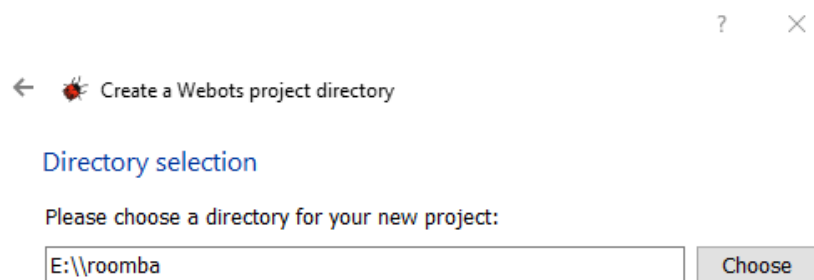 ?
Create a Webots project directory
Directory selection
Please choose a directory for your new project:
E:\\roomba
Choose